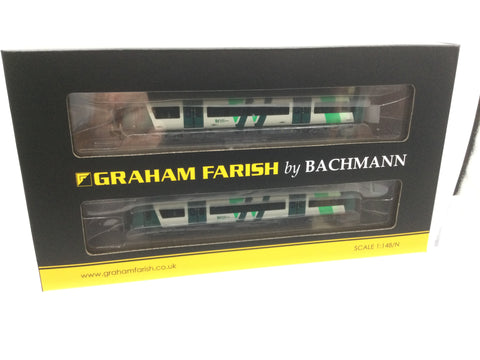 GRAHAM FARISH by BACHMANN
www.grahamfarish.co.uk
SCALE 1:148/N